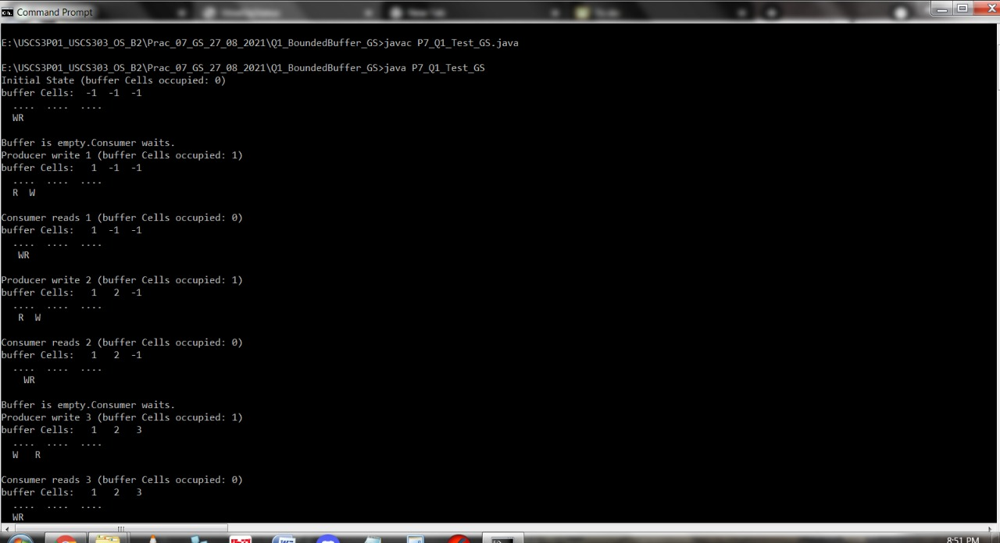 Command Prompt
New Tab
E:\USCS3P01_USCS303_OS_B2\Prac_07_GS_27_08_2021\Q1_BoundedBuffer_GS>javac P7_Q1_Test_GS.java
E:\USCS3P01_USCS303_OS_B2\Prac_07_GS_27_08_2021\Q1_BoundedBuffer_GS>java P7_Q1_Test_GS
Initial State (buffer Cells occupied: 0)
buffer Cells:  -1  -1  -1
  ....  ....  ....
  WR
Buffer is empty.Consumer waits.
Producer write 1 (buffer Cells occupied: 1)
buffer Cells:   1  -1  -1
  ....  ....  ....
  R  W
Consumer reads 1 (buffer Cells occupied: 0)
buffer Cells:   1  -1  -1
  ....  ....  ....
   WR
Producer write 2 (buffer Cells occupied: 1)
buffer Cells:   1   2  -1
  ....  ....  ....
   R  W
Consumer reads 2 (buffer Cells occupied: 0)
buffer Cells:   1   2  -1
  ....  ....  ....
    WR
Buffer is empty.Consumer waits.
Producer write 3 (buffer Cells occupied: 1)
buffer Cells:   1   2   3
  ....  ....  ....
  W   R
Consumer reads 3 (buffer Cells occupied: 0)
buffer Cells:   1   2   3
  ....  ....  ....
  WR
8:51 PM